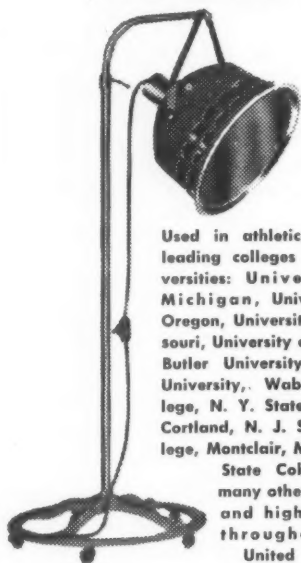 Used in athletic
leading colleges
versities: Unive
Michigan, Univ
Oregon, Universit
souri, University o
Butler University
University, Wab
lege, N. Y. State
Cortland, N. J. S
lege, Montclair, M
State Col
many othe
and high
througho
United